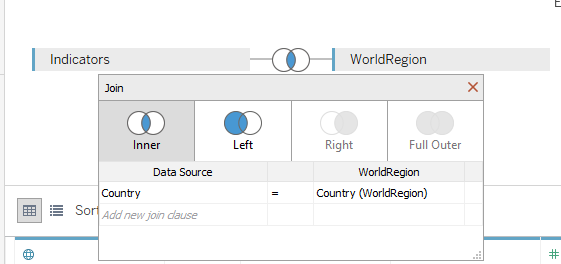 Indicators WorldRegion
Join
Inner Left Right Full Outer
Data Source WorldRegion
Country = Country (WorldRegion)
Add new join clause
Sort